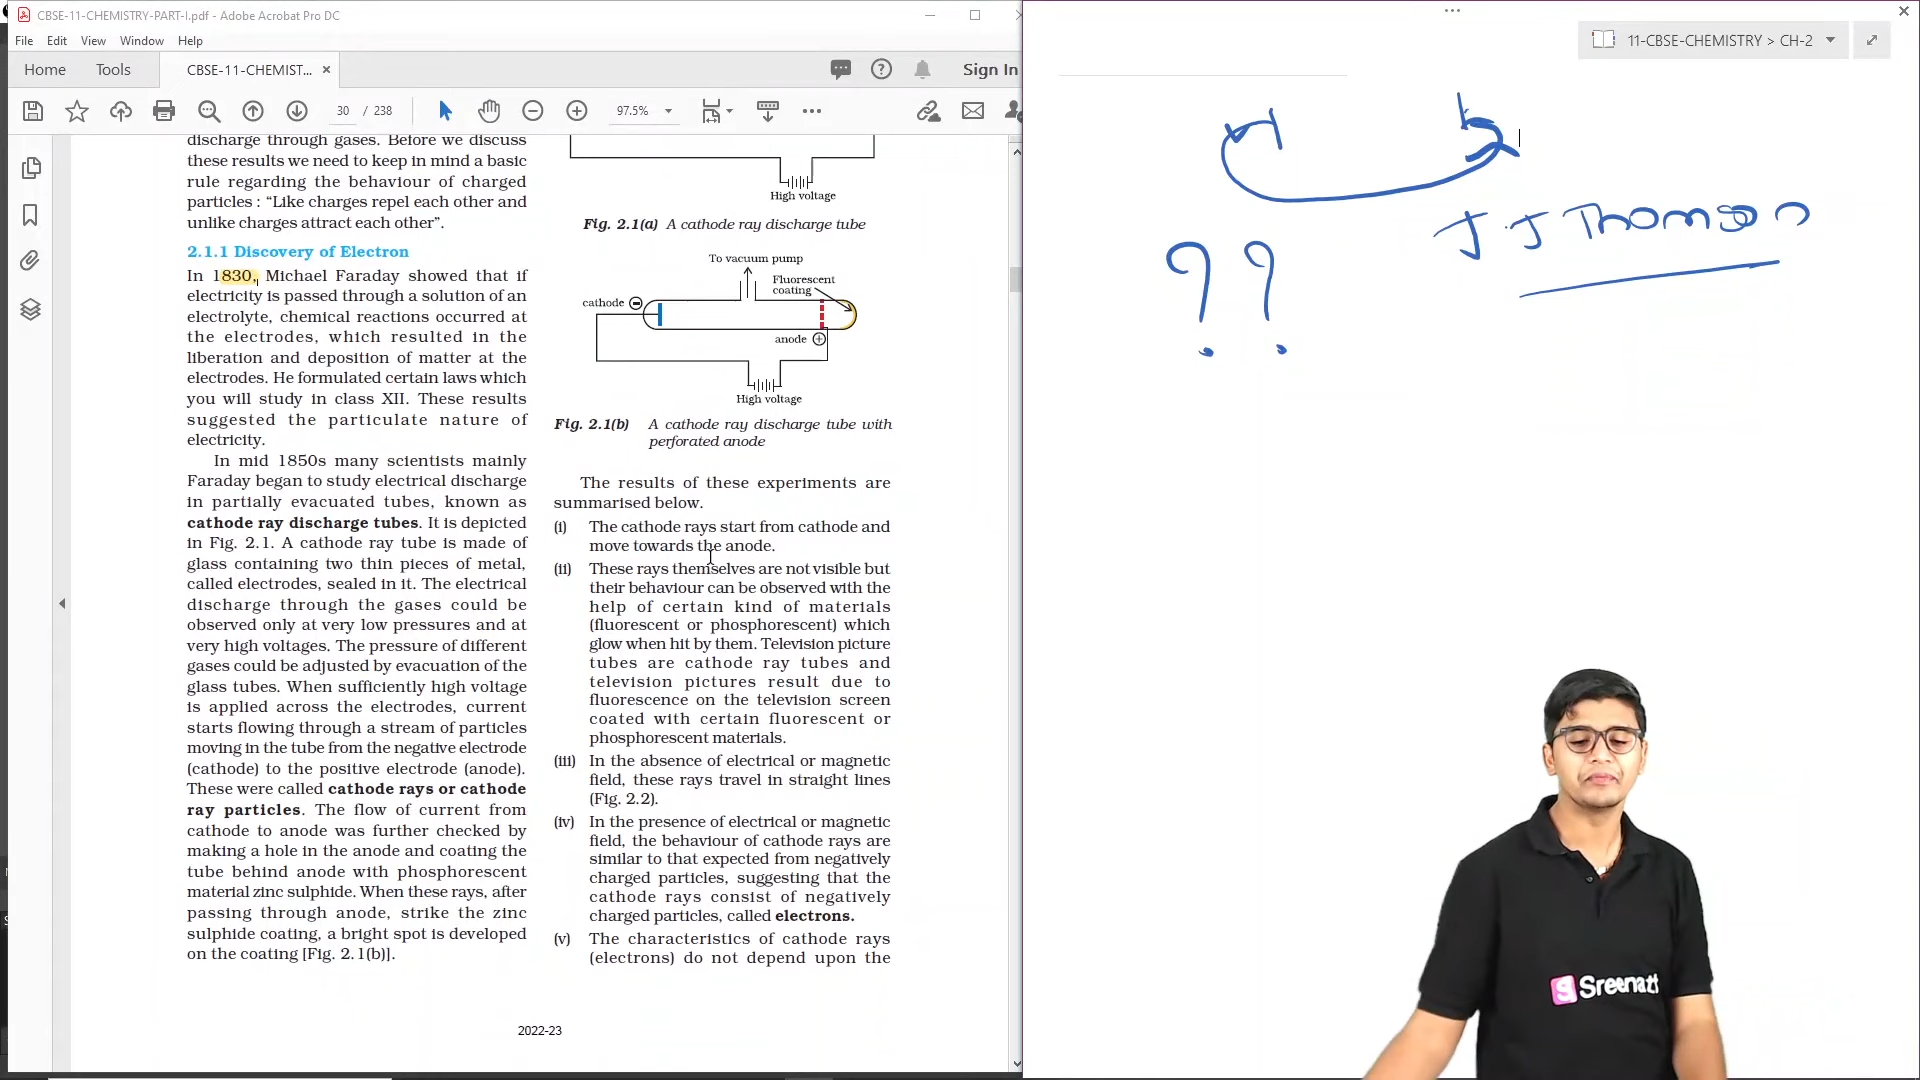 CBSE-11-CHEMISTRY-PART-I.pdf - Adobe Acrobat Pro DC
File Edit View Window Help
Home Tools CBSE-11-CHEMIST... × Sign In
30 / 238 97.5%
discharge through gases. Before we discuss
these results we need to keep in mind a basic
rule regarding the behaviour of charged
particles : “Like charges repel each other and
unlike charges attract each other”.
2.1.1 Discovery of Electron
In 1830, Michael Faraday showed that if
electricity is passed through a solution of an
electrolyte, chemical reactions occurred at
the electrodes, which resulted in the
liberation and deposition of matter at the
electrodes. He formulated certain laws which
you will study in class XII. These results
suggested the particulate nature of
electricity.
In mid 1850s many scientists mainly
Faraday began to study electrical discharge
in partially evacuated tubes, known as
cathode ray discharge tubes. It is depicted
in Fig. 2.1. A cathode ray tube is made of
glass containing two thin pieces of metal,
called electrodes, sealed in it. The electrical
discharge through the gases could be
observed only at very low pressures and at
very high voltages. The pressure of different
gases could be adjusted by evacuation of the
glass tubes. When sufficiently high voltage
is applied across the electrodes, current
starts flowing through a stream of particles
moving in the tube from the negative electrode
(cathode) to the positive electrode (anode).
These were called cathode rays or cathode
ray particles. The flow of current from
cathode to anode was further checked by
making a hole in the anode and coating the
tube behind anode with phosphorescent
material zinc sulphide. When these rays, after
passing through anode, strike the zinc
sulphide coating, a bright spot is developed
on the coating [Fig. 2.1(b)].
High voltage
Fig. 2.1(a) A cathode ray discharge tube
To vacuum pump
Fluorescent
coating
cathode
anode
High voltage
Fig. 2.1(b) A cathode ray discharge tube with
perforated anode
The results of these experiments are
summarised below.
(i) The cathode rays start from cathode and
move towards the anode.
(ii) These rays themselves are not visible but
their behaviour can be observed with the
help of certain kind of materials
(fluorescent or phosphorescent) which
glow when hit by them. Television picture
tubes are cathode ray tubes and
television pictures result due to
fluorescence on the television screen
coated with certain fluorescent or
phosphorescent materials.
(iii) In the absence of electrical or magnetic
field, these rays travel in straight lines
(Fig. 2.2).
(iv) In the presence of electrical or magnetic
field, the behaviour of cathode rays are
similar to that expected from negatively
charged particles, suggesting that the
cathode rays consist of negatively
charged particles, called electrons.
(v) The characteristics of cathode rays
(electrons) do not depend upon the
2022-23
11-CBSE-CHEMISTRY > CH-2
J.J Thomson
? ?
Sreenath